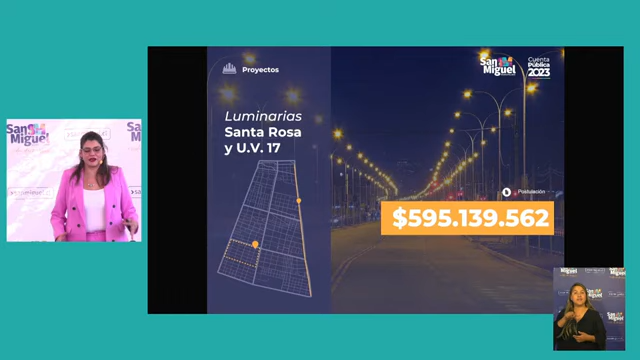 San
Miguel
San
Miguel
Proyectos
Luminarias
Santa Rosa
y U.V. 17
San
Miguel
Cuenta
Pública
2023
Postulación
$595.139.562
San
Miguel